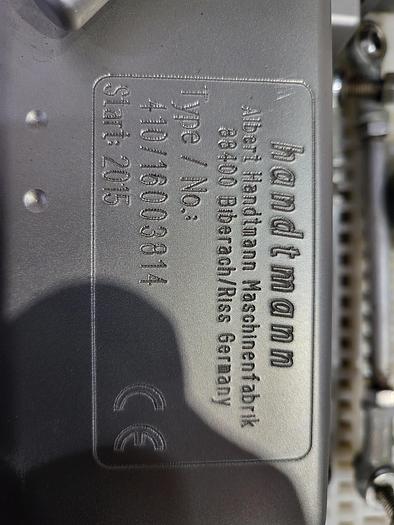 handtmann
Albert Handtmann Maschinenfabrik
88400 Biberach/Riss Germany
Type / No.:
410/16003814
Start: 2015
CE